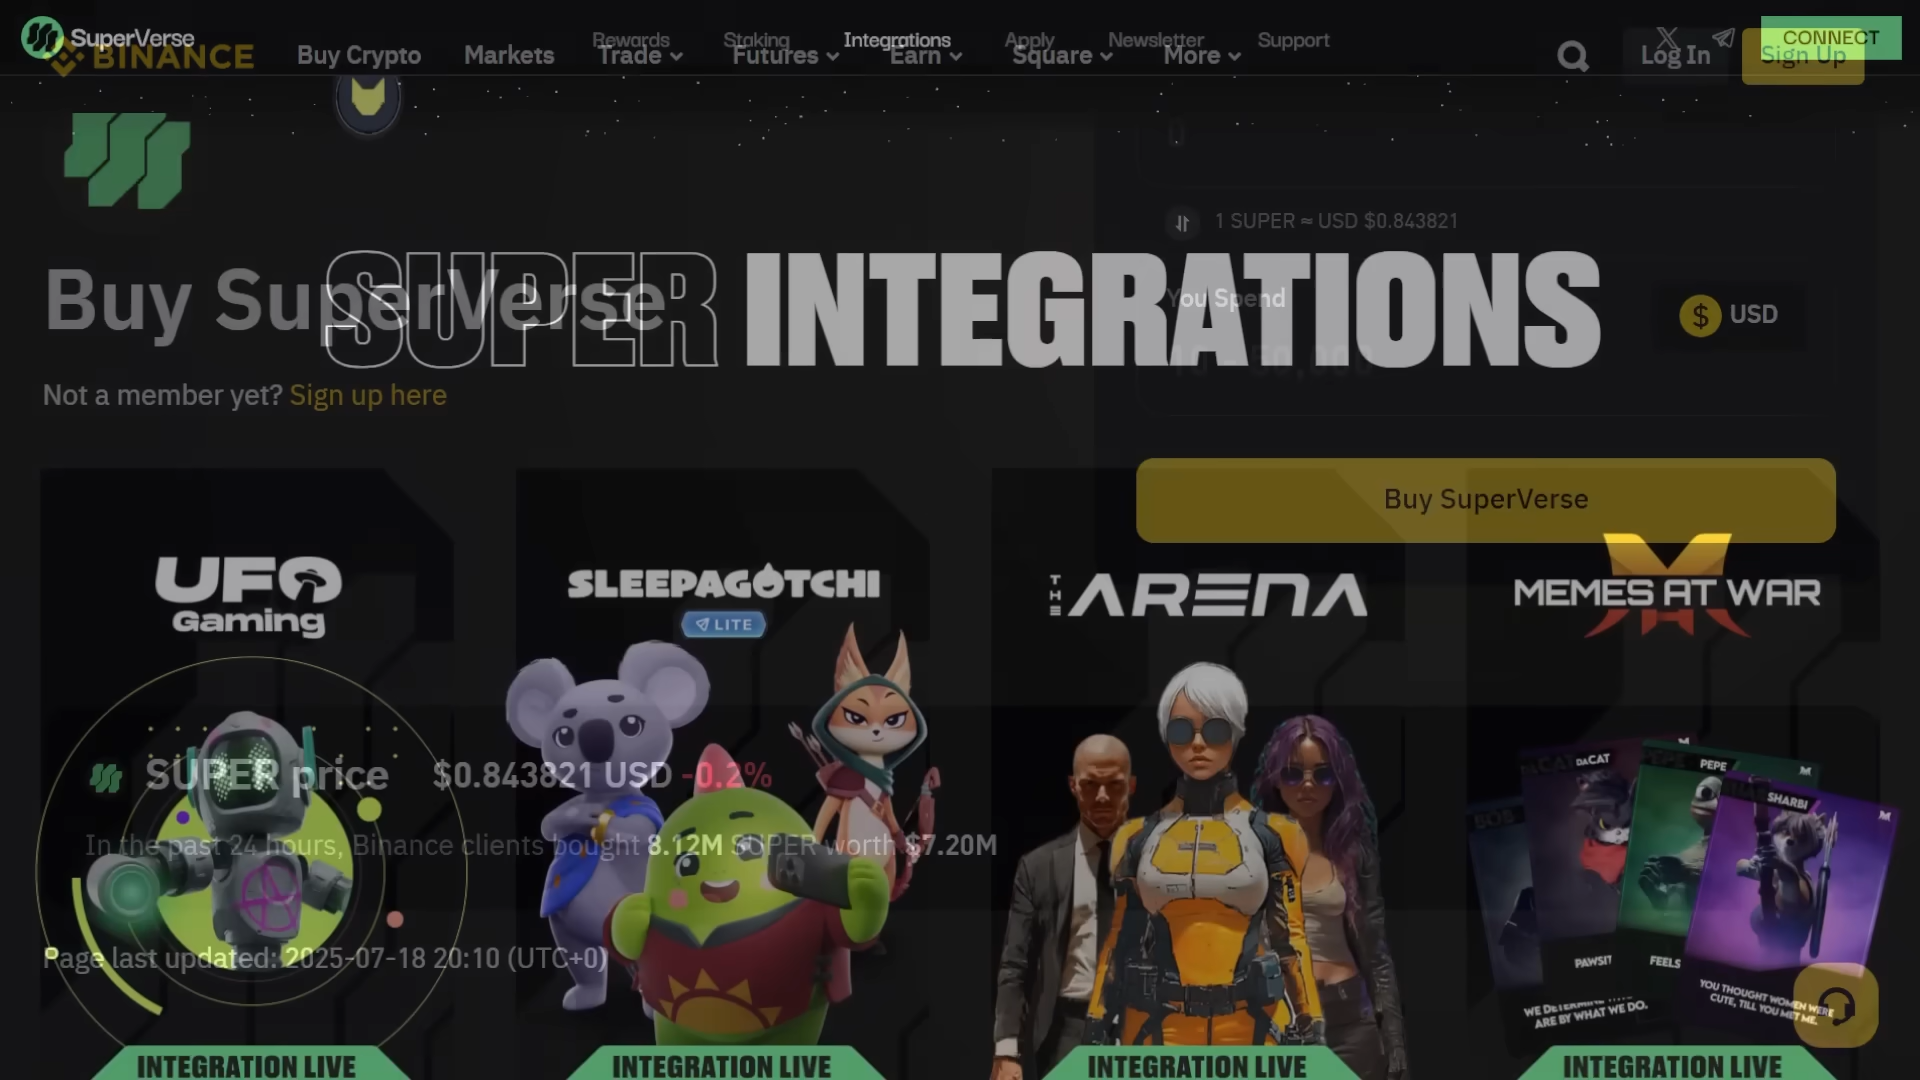 SuperVerse
Rewards
Staking
Integrations
Apply
Newsletter
Support
CONNECT
BINANCE
Buy Crypto
Markets
Trade
Futures
Earn
Square
More
Log In
Sign Up
0
1 SUPER ≈ USD $0.843821
SUPER INTEGRATIONS
Buy SuperVerse
You Spend
$ USD
Not a member yet? Sign up here
Buy SuperVerse
UFO
Gaming
SLEEPAGOTCHI
LITE
THE ARENA
MEMES AT WAR
SUPER price $0.843821 USD -0.2%
In the past 24 hours, Binance clients bought 8.12M SUPER worth $7.20M
Page last updated: 2025-07-18 20:10 (UTC+0)
DACAT
PEPE
SHARBI
PAWSIT
FEELS
ARE BY WHAT WE DO.
YOU THOUGHT WOMEN WERE
CUTE, TILL YOU MET ME.
INTEGRATION LIVE
INTEGRATION LIVE
INTEGRATION LIVE
INTEGRATION LIVE